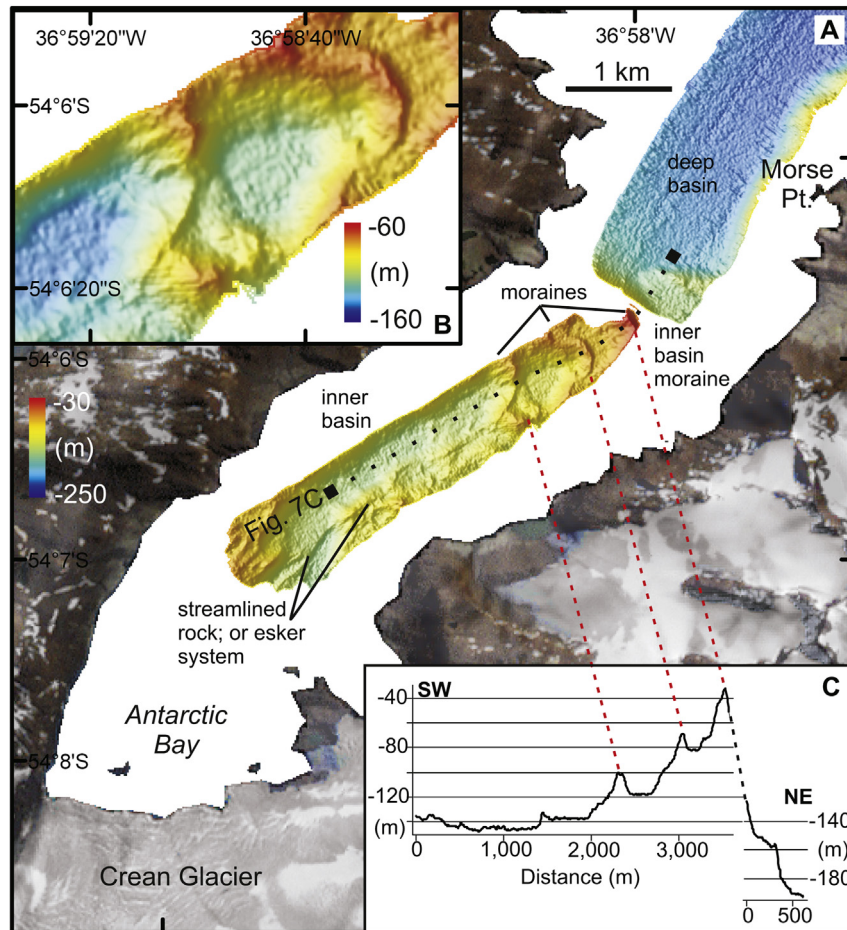 36°59'20"W
36°58'40"W
36°58'W
A
54°6'S
1 km
deep
basin
Morse
Pt.
-60
(m)
-160
B
54°6'20"S
moraines
inner
basin
moraine
54°6'S
-30
(m)
-250
inner
basin
Fig. 7C
54°7'S
streamlined
rock; or esker
system
Antarctic
Bay
54°8'S
Crean Glacier
C
SW
-40
-80
-120
(m)
NE
-140
(m)
-180
0
1,000
2,000
3,000
Distance (m)
0
500